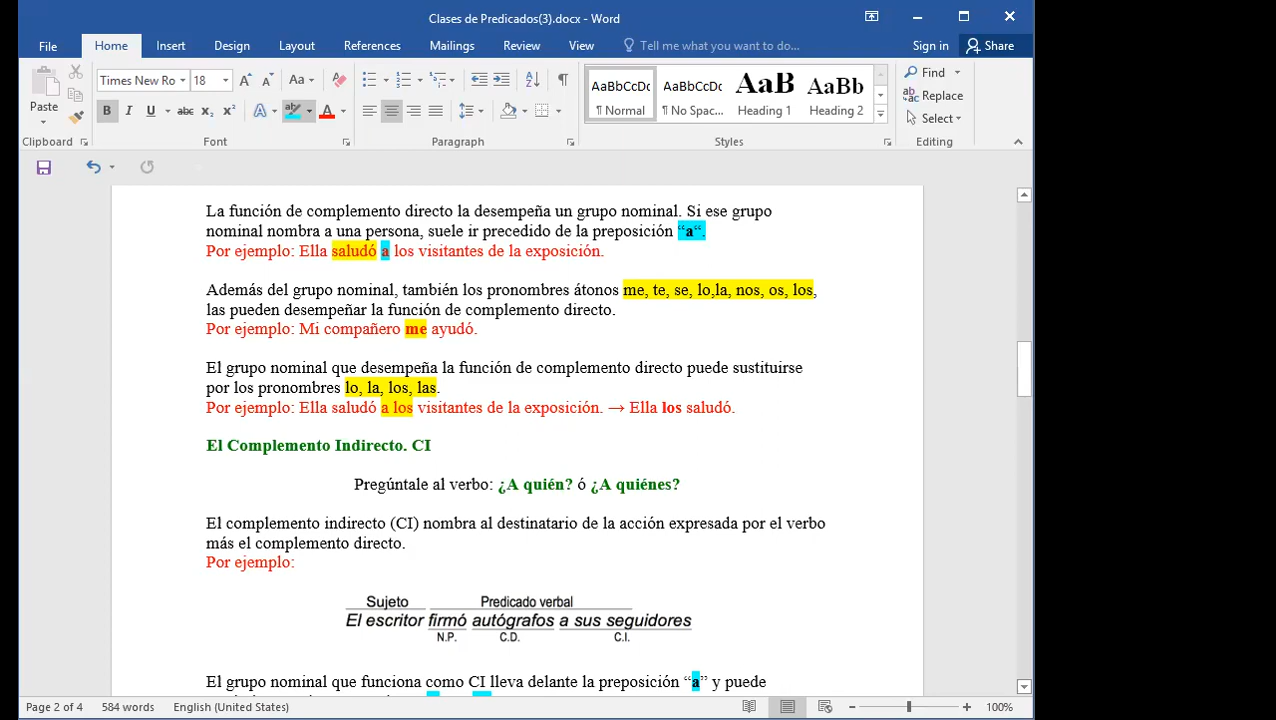 Clases de Predicados(3).docx - Word
File Home Insert Design Layout References Mailings Review View Tell me what you want to do... Sign in Share
Times New Ro 18 Aa AaBbCcDc AaBbCcDc AaB AaBb Find
Paste B I U abc x₂ x² A aby A ¶ Normal ¶ No Spac... Heading 1 Heading 2 Replace
Select
Clipboard Font Paragraph Styles Editing
La función de complemento directo la desempeña un grupo nominal. Si ese grupo
nominal nombra a una persona, suele ir precedido de la preposición “a“.
Por ejemplo: Ella saludó a los visitantes de la exposición.
Además del grupo nominal, también los pronombres átonos me, te, se, lo,la, nos, os, los,
las pueden desempeñar la función de complemento directo.
Por ejemplo: Mi compañero me ayudó.
El grupo nominal que desempeña la función de complemento directo puede sustituirse
por los pronombres lo, la, los, las.
Por ejemplo: Ella saludó a los visitantes de la exposición. → Ella los saludó.
El Complemento Indirecto. CI
Pregúntale al verbo: ¿A quién? ó ¿A quiénes?
El complemento indirecto (CI) nombra al destinatario de la acción expresada por el verbo
más el complemento directo.
Por ejemplo:
Sujeto Predicado verbal
El escritor firmó autógrafos a sus seguidores
N.P. C.D. C.I.
El grupo nominal que funciona como CI lleva delante la preposición “a” y puede
Page 2 of 4 584 words English (United States) 100%